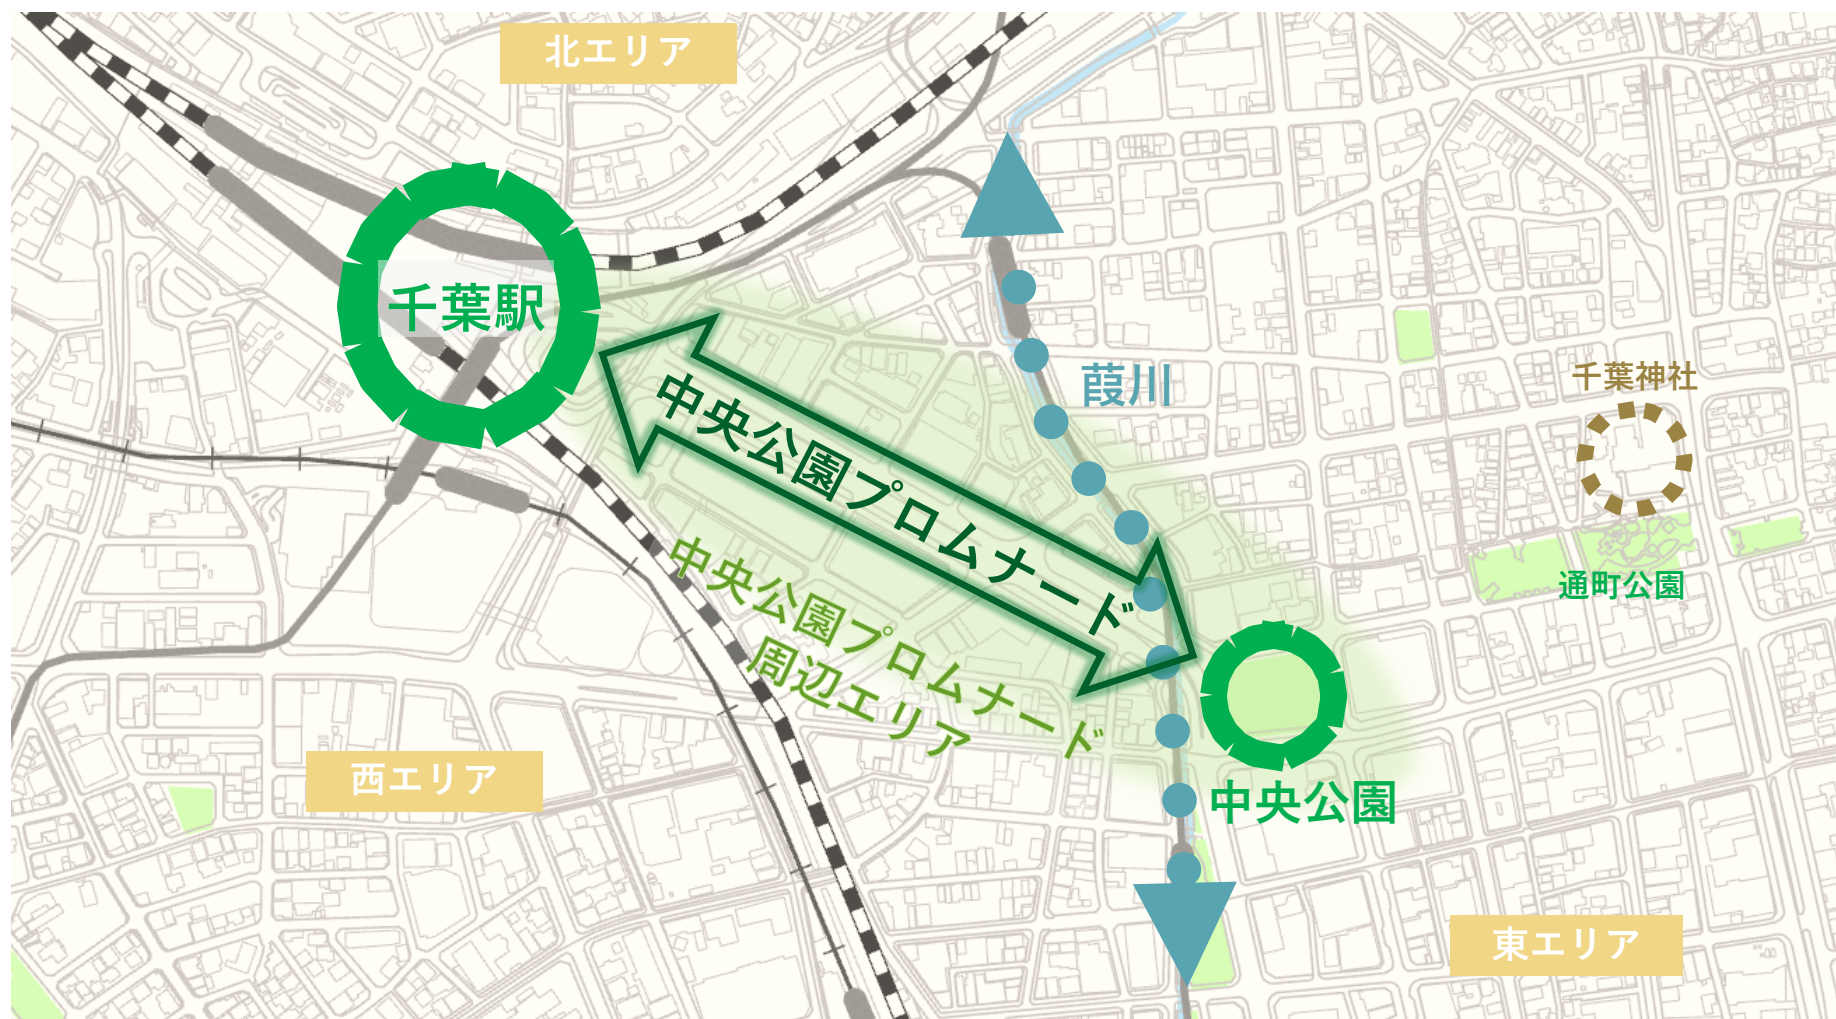 北エリア
千葉駅
葭川
千葉神社
中央公園プロムナード
中央公園プロムナード
周辺エリア
通町公園
西エリア
中央公園
東エリア